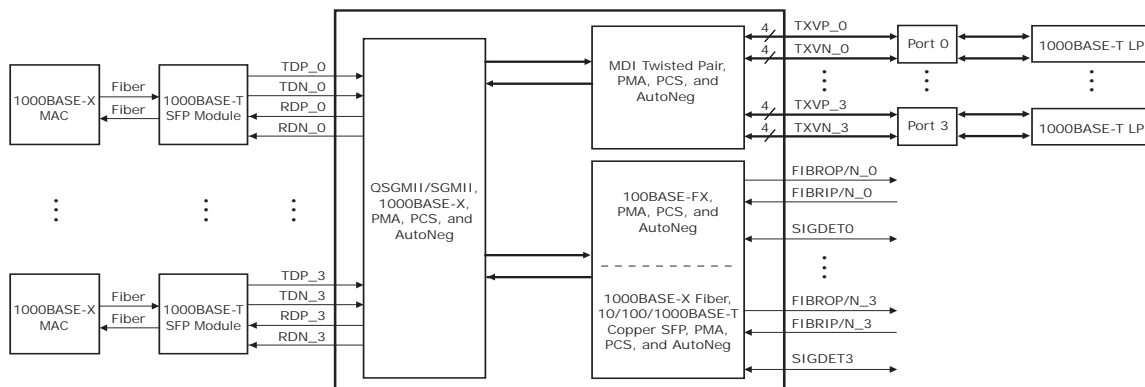 1000BASE-X
MAC
Fiber
Fiber
1000BASE-T
SFP Module
TDP_0
TDN_0
RDP_0
RDN_0
1000BASE-X
MAC
Fiber
Fiber
1000BASE-T
SFP Module
TDP_3
TDN_3
RDP_3
RDN_3
QSGMII/SGMII,
1000BASE-X,
PMA, PCS, and
AutoNeg
MDI Twisted Pair,
PMA, PCS, and
AutoNeg
4
TXVP_0
4
TXVN_0
4
TXVP_3
4
TXVN_3
Port 0
Port 3
1000BASE-T LP
1000BASE-T LP
100BASE-FX,
PMA, PCS, and
AutoNeg
1000BASE-X Fiber,
10/100/1000BASE-T
Copper SFP, PMA,
PCS, and AutoNeg
FIBROP/N_0
FIBRIP/N_0
SIGDET0
FIBROP/N_3
FIBRIP/N_3
SIGDET3